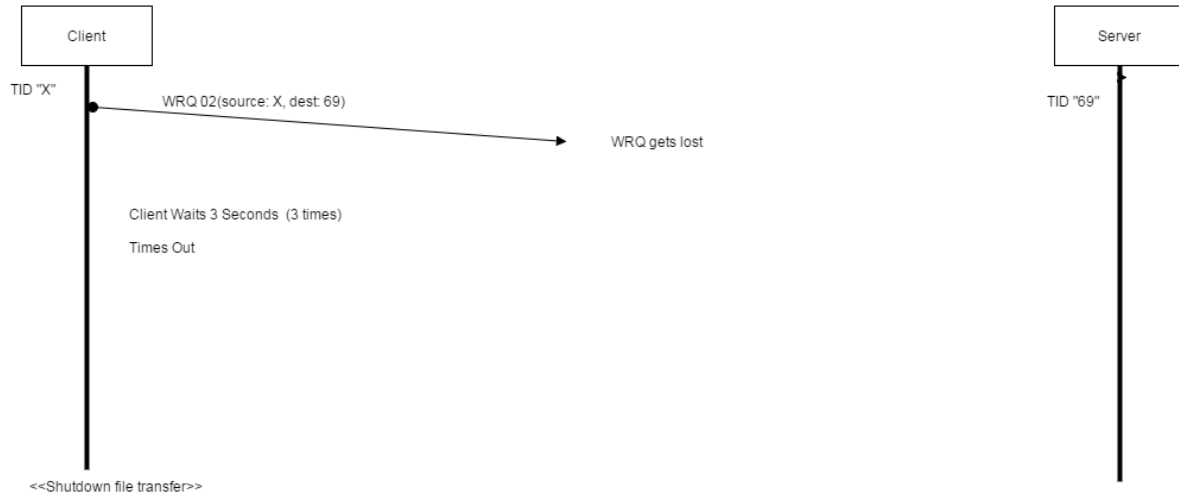 Client
Server
TID "X"
WRQ 02(source: X, dest: 69)
TID "69"
WRQ gets lost
Client Waits 3 Seconds  (3 times)
Times Out
<<Shutdown file transfer>>